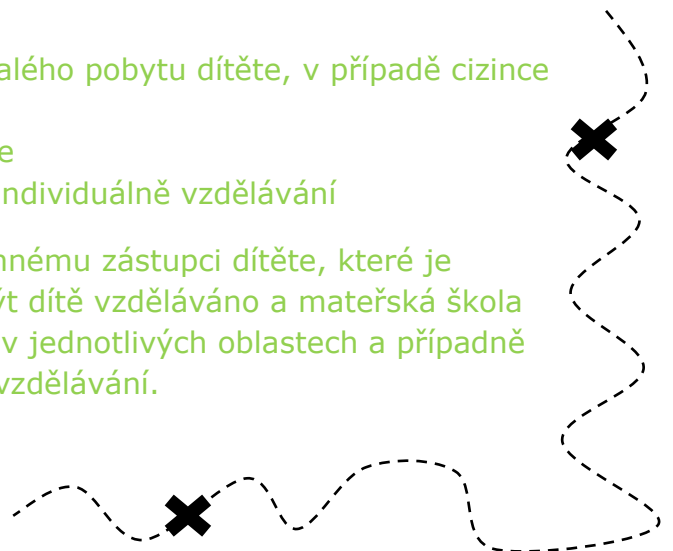 alého pobytu dítěte, v případě cizince
e
ndividuálně vzdělávání
nnému zástupci dítěte, které je
ýt dítě vzděláváno a mateřská škola
v jednotlivých oblastech a případně
vzdělávání.